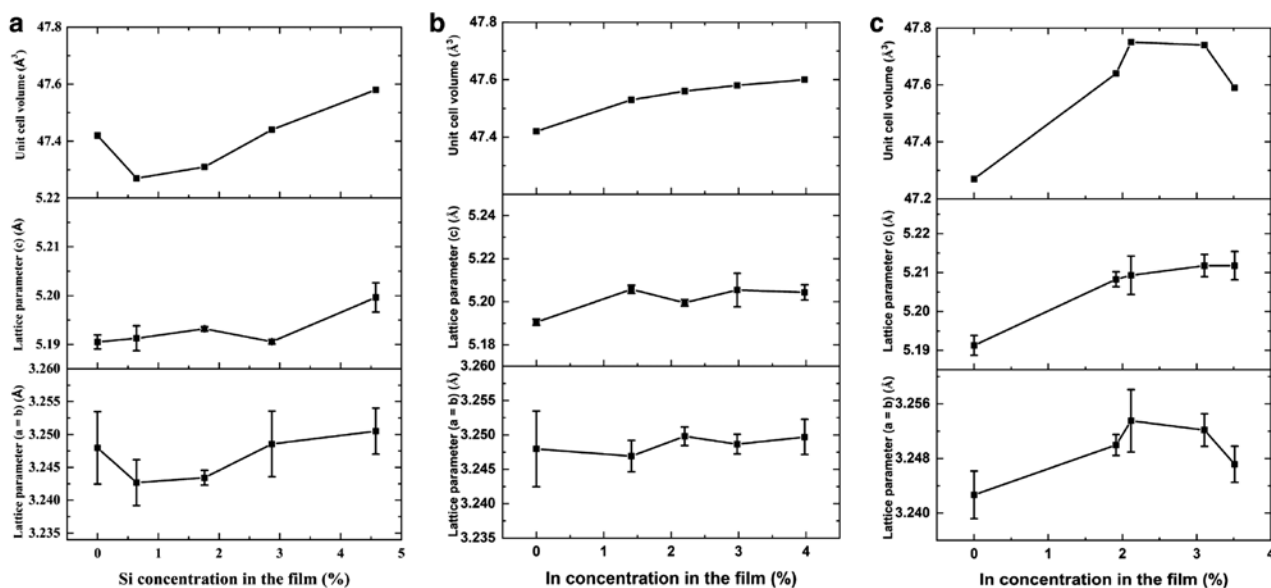 a
47.8
47.6
47.4
5.22
Unit cell volume (Å³)
5.21
5.20
5.19
3.260
Lattice parameter (c) (Å)
3.250
3.245
3.240
3.235
Lattice parameter (a = b) (Å)
0 1 2 3 4 5
Si concentration in the film (%)
b
47.8
47.6
47.4
Unit cell volume (Å³)
5.24
5.22
5.20
5.18
3.260
Lattice parameter (c) (Å)
3.250
3.245
3.240
3.235
Lattice parameter (a = b) (Å)
0 1 2 3 4
In concentration in the film (%)
c
47.8
47.6
47.4
47.2
Unit cell volume (Å³)
5.22
5.21
5.20
5.19
Lattice parameter (c) (Å)
3.256
3.248
3.240
Lattice parameter (a = b) (Å)
0 1 2 3 4
In concentration in the film (%)